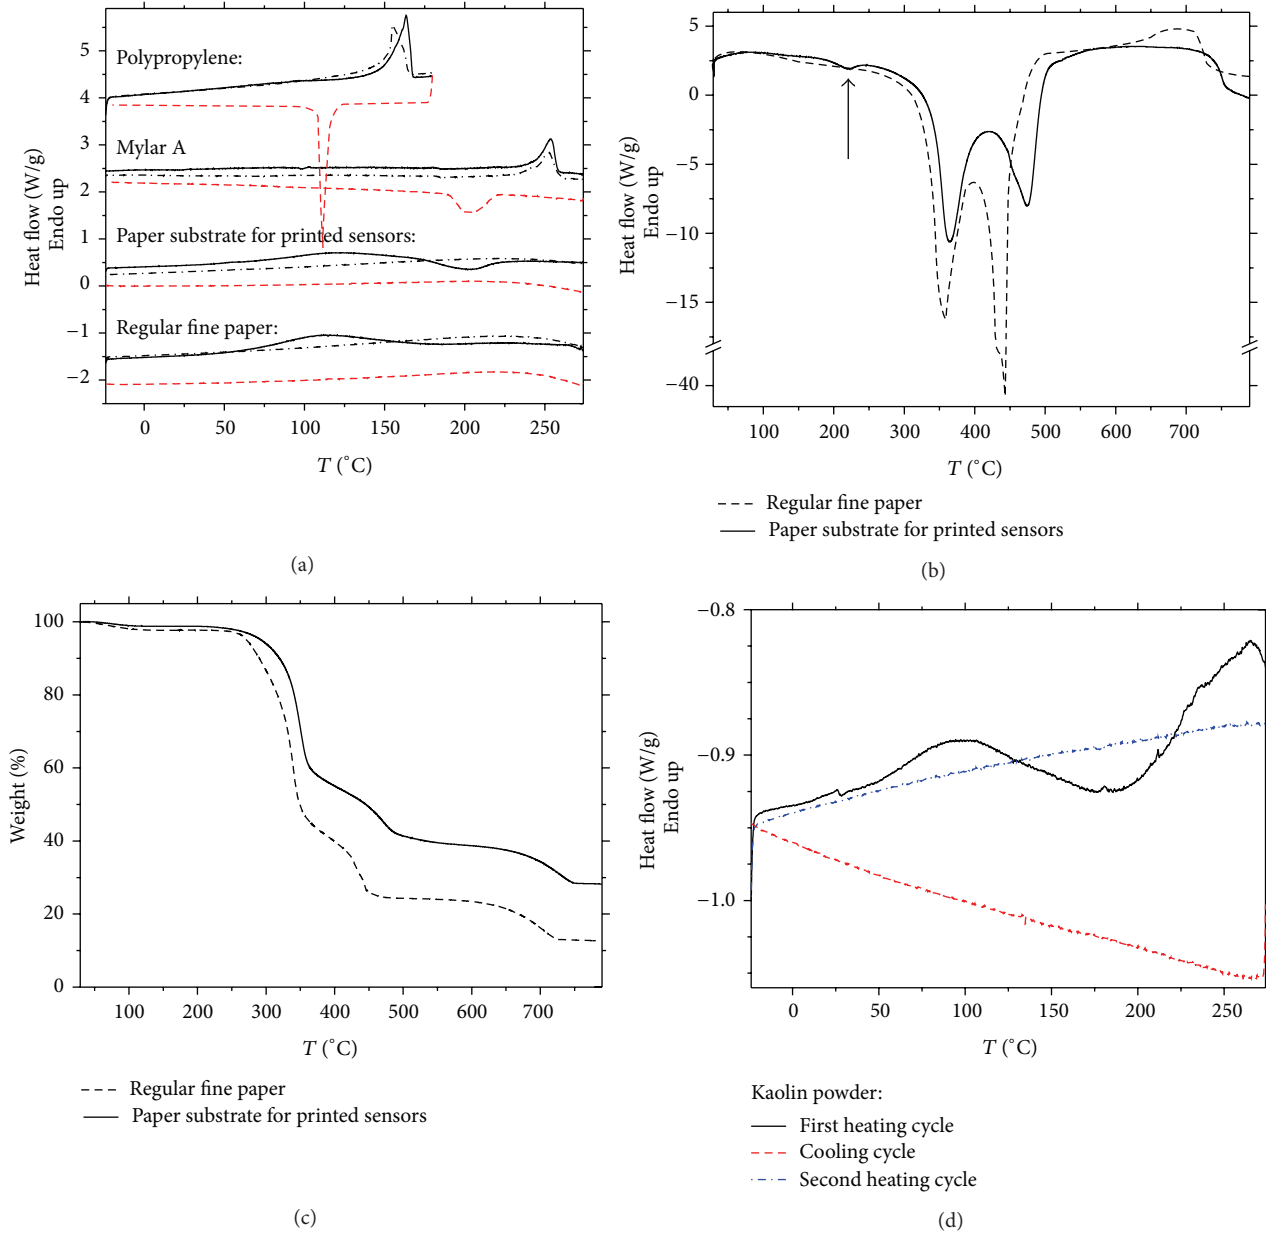 Polypropylene:
Mylar A
Paper substrate for printed sensors:
Regular fine paper:
5
4
3
2
1
0
−1
−2
Heat flow (W/g)
Endo up
0
50
100
150
200
250
T (°C)
(a)
5
0
−5
−10
−15
−40
Heat flow (W/g)
Endo up
100
200
300
400
500
600
700
T (°C)
Regular fine paper
Paper substrate for printed sensors
(b)
100
80
60
40
20
0
Weight (%)
100
200
300
400
500
600
700
T (°C)
Regular fine paper
Paper substrate for printed sensors
(c)
−0.8
−0.9
−1.0
Heat flow (W/g)
Endo up
0
50
100
150
200
250
T (°C)
Kaolin powder:
First heating cycle
Cooling cycle
Second heating cycle
(d)